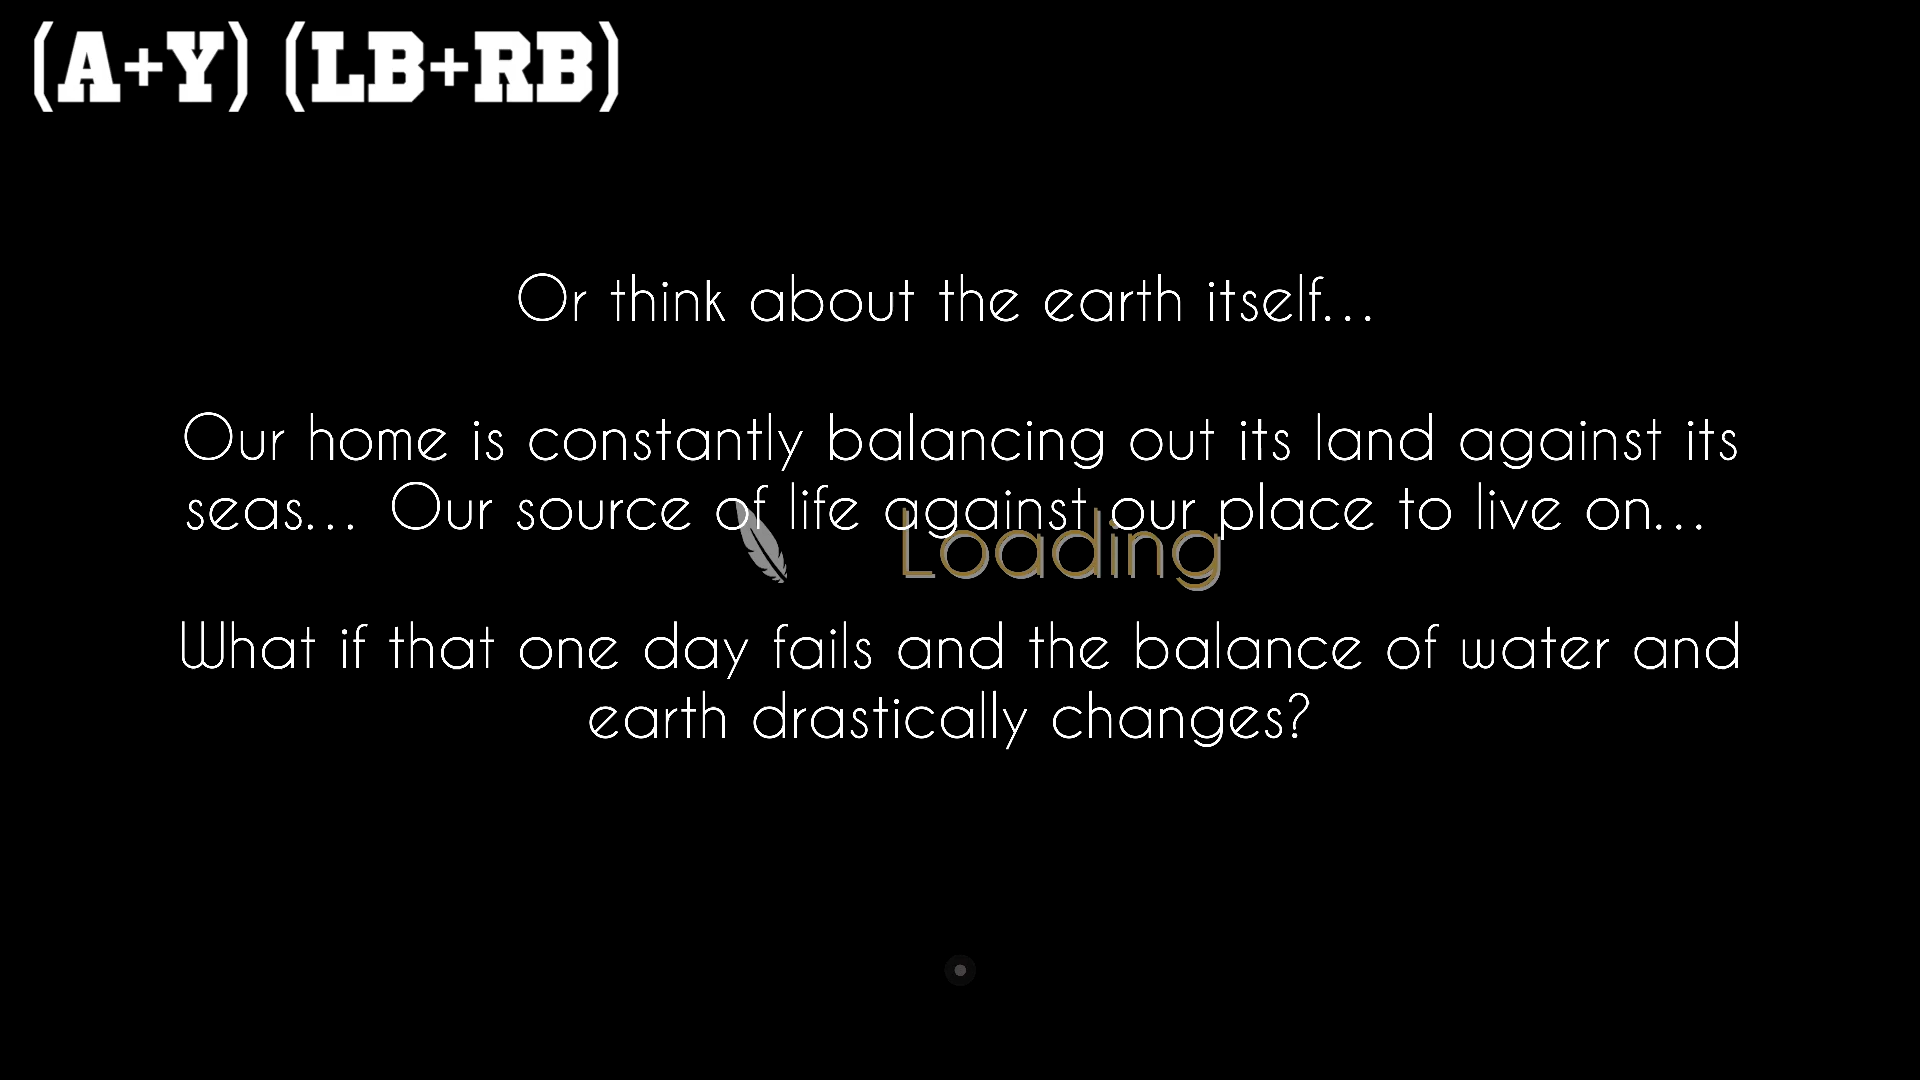 (A+Y) (LB+RB)
Or think about the earth itself...
Our home is constantly balancing out its land against its
seas... Our source of life against our place to live on...
Loading
What if that one day fails and the balance of water and
earth drastically changes?